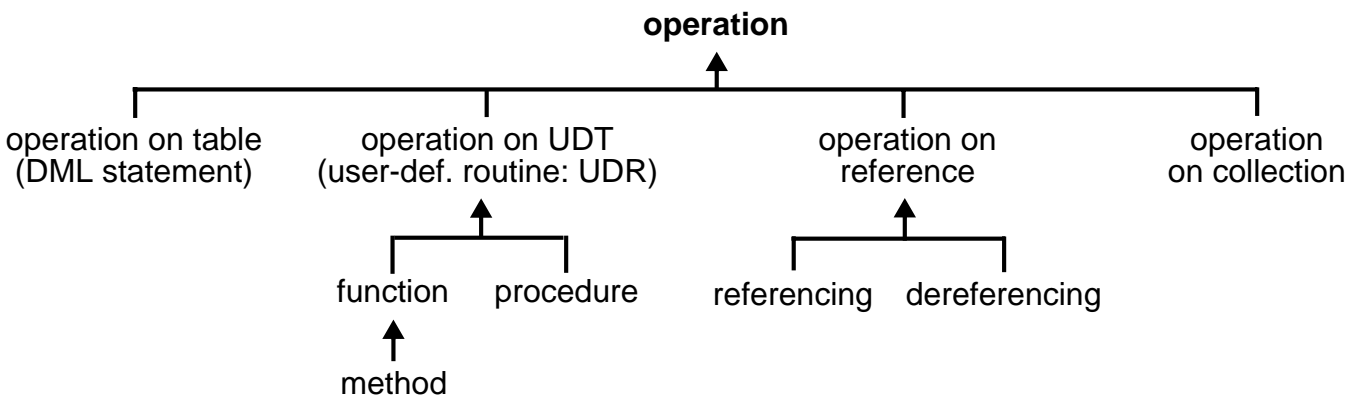 operation
operation on table
(DML statement)
operation on UDT
(user-def. routine: UDR)
operation on
reference
operation
on collection
function
procedure
referencing
dereferencing
method